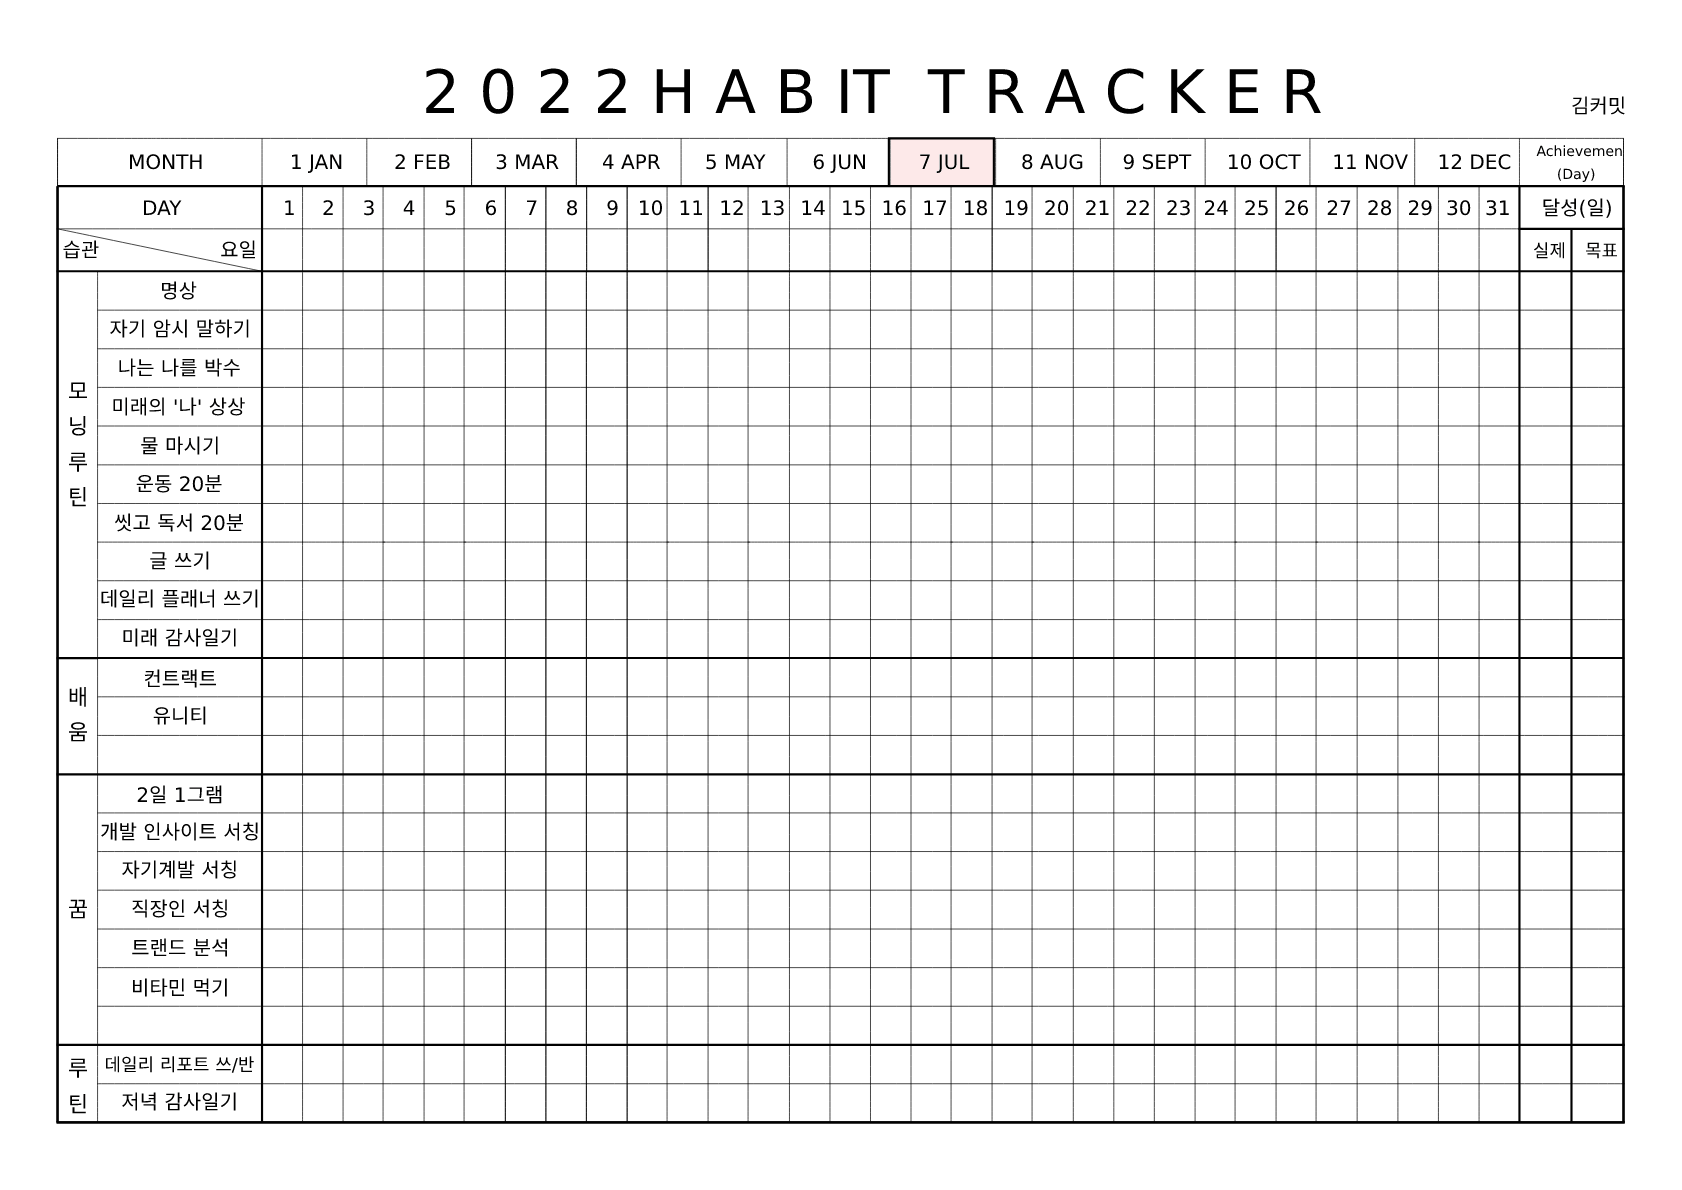 2022HABIT TRACKER
김커밋
MONTH 1 JAN 2 FEB 3 MAR 4 APR 5 MAY 6 JUN 7 JUL 8 AUG 9 SEPT 10 OCT 11 NOV 12 DEC Achievemen
(Day)
DAY 1 2 3 4 5 6 7 8 9 10 11 12 13 14 15 16 17 18 19 20 21 22 23 24 25 26 27 28 29 30 31 달성(일)
습관 요일 실제 목표
모닝루틴
명상
자기 암시 말하기
나는 나를 박수
미래의 '나' 상상
물 마시기
운동 20분
씻고 독서 20분
글 쓰기
데일리 플래너 쓰기
미래 감사일기
배움
컨트랙트
유니티
꿈
2일 1그램
개발 인사이트 서칭
자기계발 서칭
직장인 서칭
트랜드 분석
비타민 먹기
루틴
데일리 리포트 쓰/반
저녁 감사일기